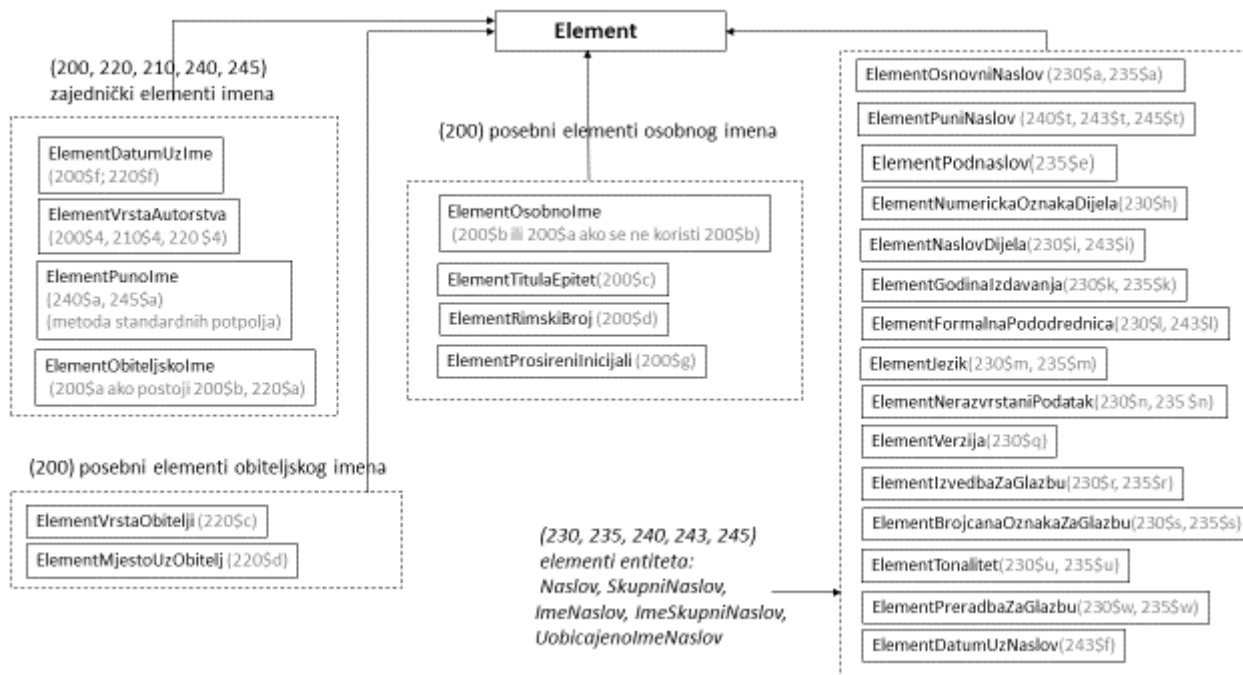 Element
(200, 220, 210, 240, 245)
zajednički elementi imena
ElementDatumUzIme
(200$f; 220$f)
ElementVrstaAutorstva
(200$4, 210$4, 220 $4)
ElementPunoIme
(240$a, 245$a)
(metoda standardnih potpolja)
ElementObiteljskoIme
(200$a ako postoji 200$b, 220$a)
(200) posebni elementi obiteljskog imena
ElementVrstaObitelji (220$c)
ElementMjestoUzObitelj (220$d)
(200) posebni elementi osobnog imena
ElementOsobnoIme
(200$b ili 200$a ako se ne koristi 200$b)
ElementTitulaEpitet(200$c)
ElementRimskiBroj (200$d)
ElementProsireniInicijali (200$g)
(230, 235, 240, 243, 245)
elementi entiteta:
Naslov, SkupniNaslov,
ImeNaslov, ImeSkupniNaslov,
UobicajenoImeNaslov
ElementOsnovniNaslov (230$a, 235$a)
ElementPuniNaslov (240$t, 243$t, 245$t)
ElementPodnaslov(235$e)
ElementNumerickaOznakaDijela(230$h)
ElementNaslovDijela(230$i, 243$i)
ElementGodinaIzdavanja(230$k, 235$k)
ElementFormalnaPododrednica(230$l, 243$l)
ElementJezik(230$m, 235$m)
ElementNerazvrstaniPodatak(230$n, 235 $n)
ElementVerzija(230$q)
ElementIzvedbaZaGlazbu(230$r, 235$r)
ElementBrojcanaOznakaZaGlazbu(230$s, 235$s)
ElementTonalitet(230$u, 235$u)
ElementPreradbaZaGlazbu(230$w, 235$w)
ElementDatumUzNaslov(243$f)